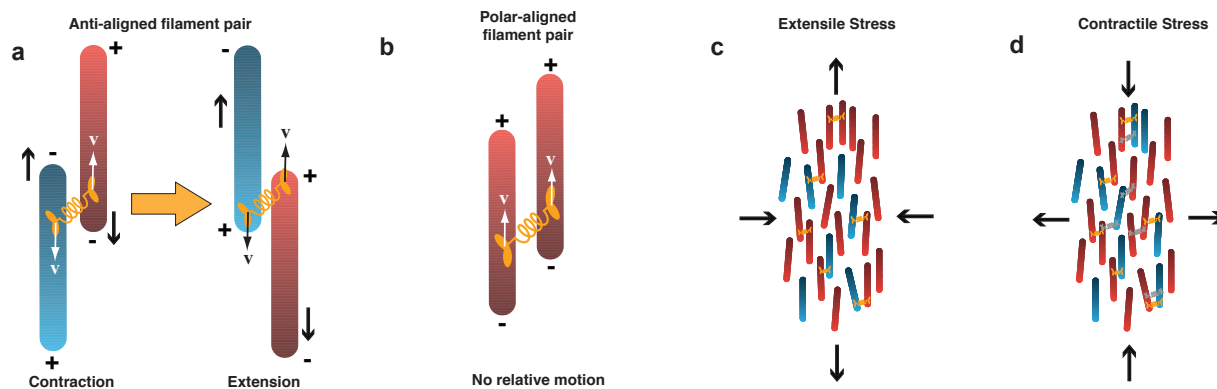 Anti-aligned filament pair
a
+
-
v
v
-
+
Contraction
-
v
+
+
v
-
Extension
b
Polar-aligned
filament pair
+
+
v
v
-
-
No relative motion
c
Extensile Stress
d
Contractile Stress